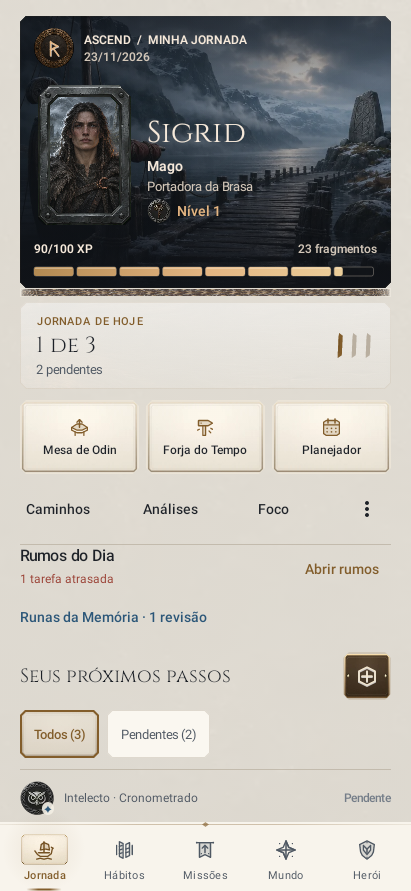 ASCEND / MINHA JORNADA
23/11/2026
Sigrid
Mago
Portadora da Brasa
Nível 1
90/100 XP
23 fragmentos
JORNADA DE HOJE
1 de 3
2 pendentes
Mesa de Odin
Forja do Tempo
Planejador
Caminhos
Análises
Foco
Rumos do Dia
1 tarefa atrasada
Abrir rumos
Runas da Memória · 1 revisão
Seus próximos passos
Todos (3)
Pendentes (2)
Intelecto · Cronometrado
Pendente
Jornada
Hábitos
Missões
Mundo
Herói